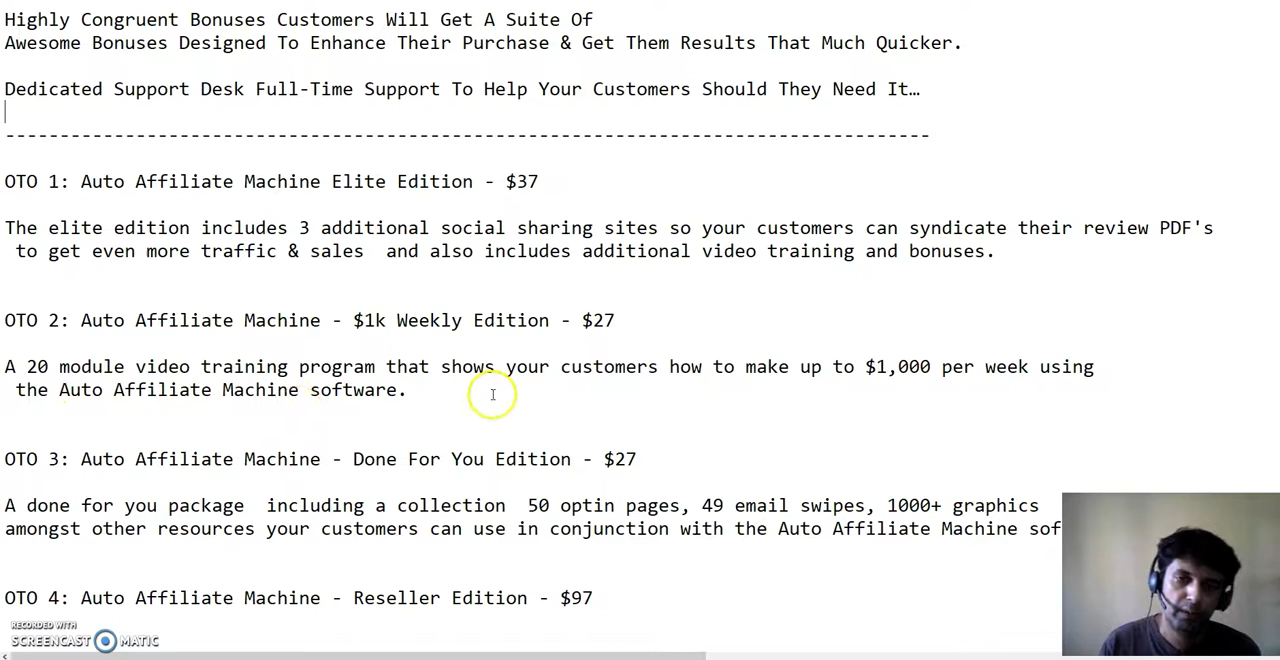 Highly Congruent Bonuses Customers Will Get A Suite Of
Awesome Bonuses Designed To Enhance Their Purchase & Get Them Results That Much Quicker.
Dedicated Support Desk Full-Time Support To Help Your Customers Should They Need It…
-------------------------------------------------------------------------------------
OTO 1: Auto Affiliate Machine Elite Edition - $37
The elite edition includes 3 additional social sharing sites so your customers can syndicate their review PDF's
to get even more traffic & sales  and also includes additional video training and bonuses.
OTO 2: Auto Affiliate Machine - $1k Weekly Edition - $27
A 20 module video training program that shows your customers how to make up to $1,000 per week using
the Auto Affiliate Machine software.
OTO 3: Auto Affiliate Machine - Done For You Edition - $27
A done for you package  including a collection  50 optin pages, 49 email swipes, 1000+ graphics
amongst other resources your customers can use in conjunction with the Auto Affiliate Machine sof
OTO 4: Auto Affiliate Machine - Reseller Edition - $97
RECORDED WITH
SCREENCAST MATIC